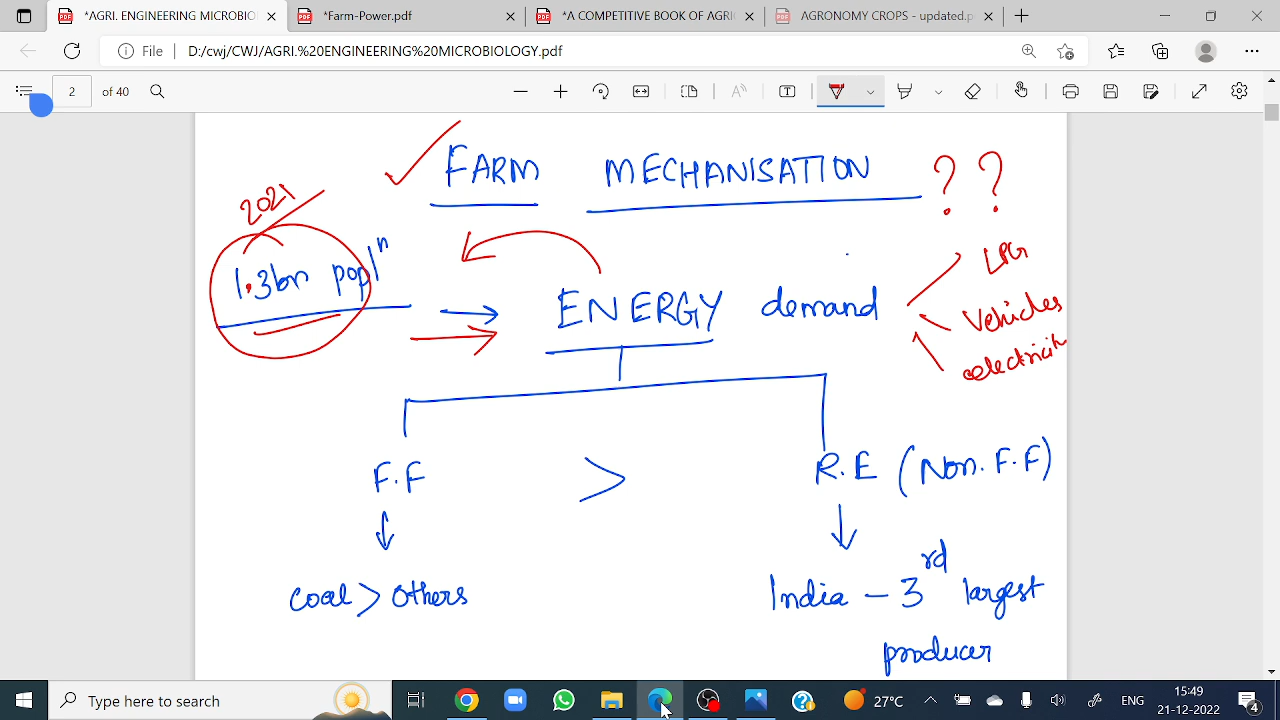 *AGRI. ENGINEERING MICROBIO
*Farm-Power.pdf
*A COMPETITIVE BOOK OF AGRIC
AGRONOMY CROPS - updated.p
File D:/cwj/CWJ/AGRI.%20ENGINEERING%20MICROBIOLOGY.pdf
2 of 40
FARM MECHANISATION ??
2021
1.3bn popln
ENERGY demand
LPG
Vehicles
electricity
F.F > R.E (Non. F.F)
coal > others
India – 3rd largest
producer
Type here to search
27°C
ENG
15:49
21-12-2022
4